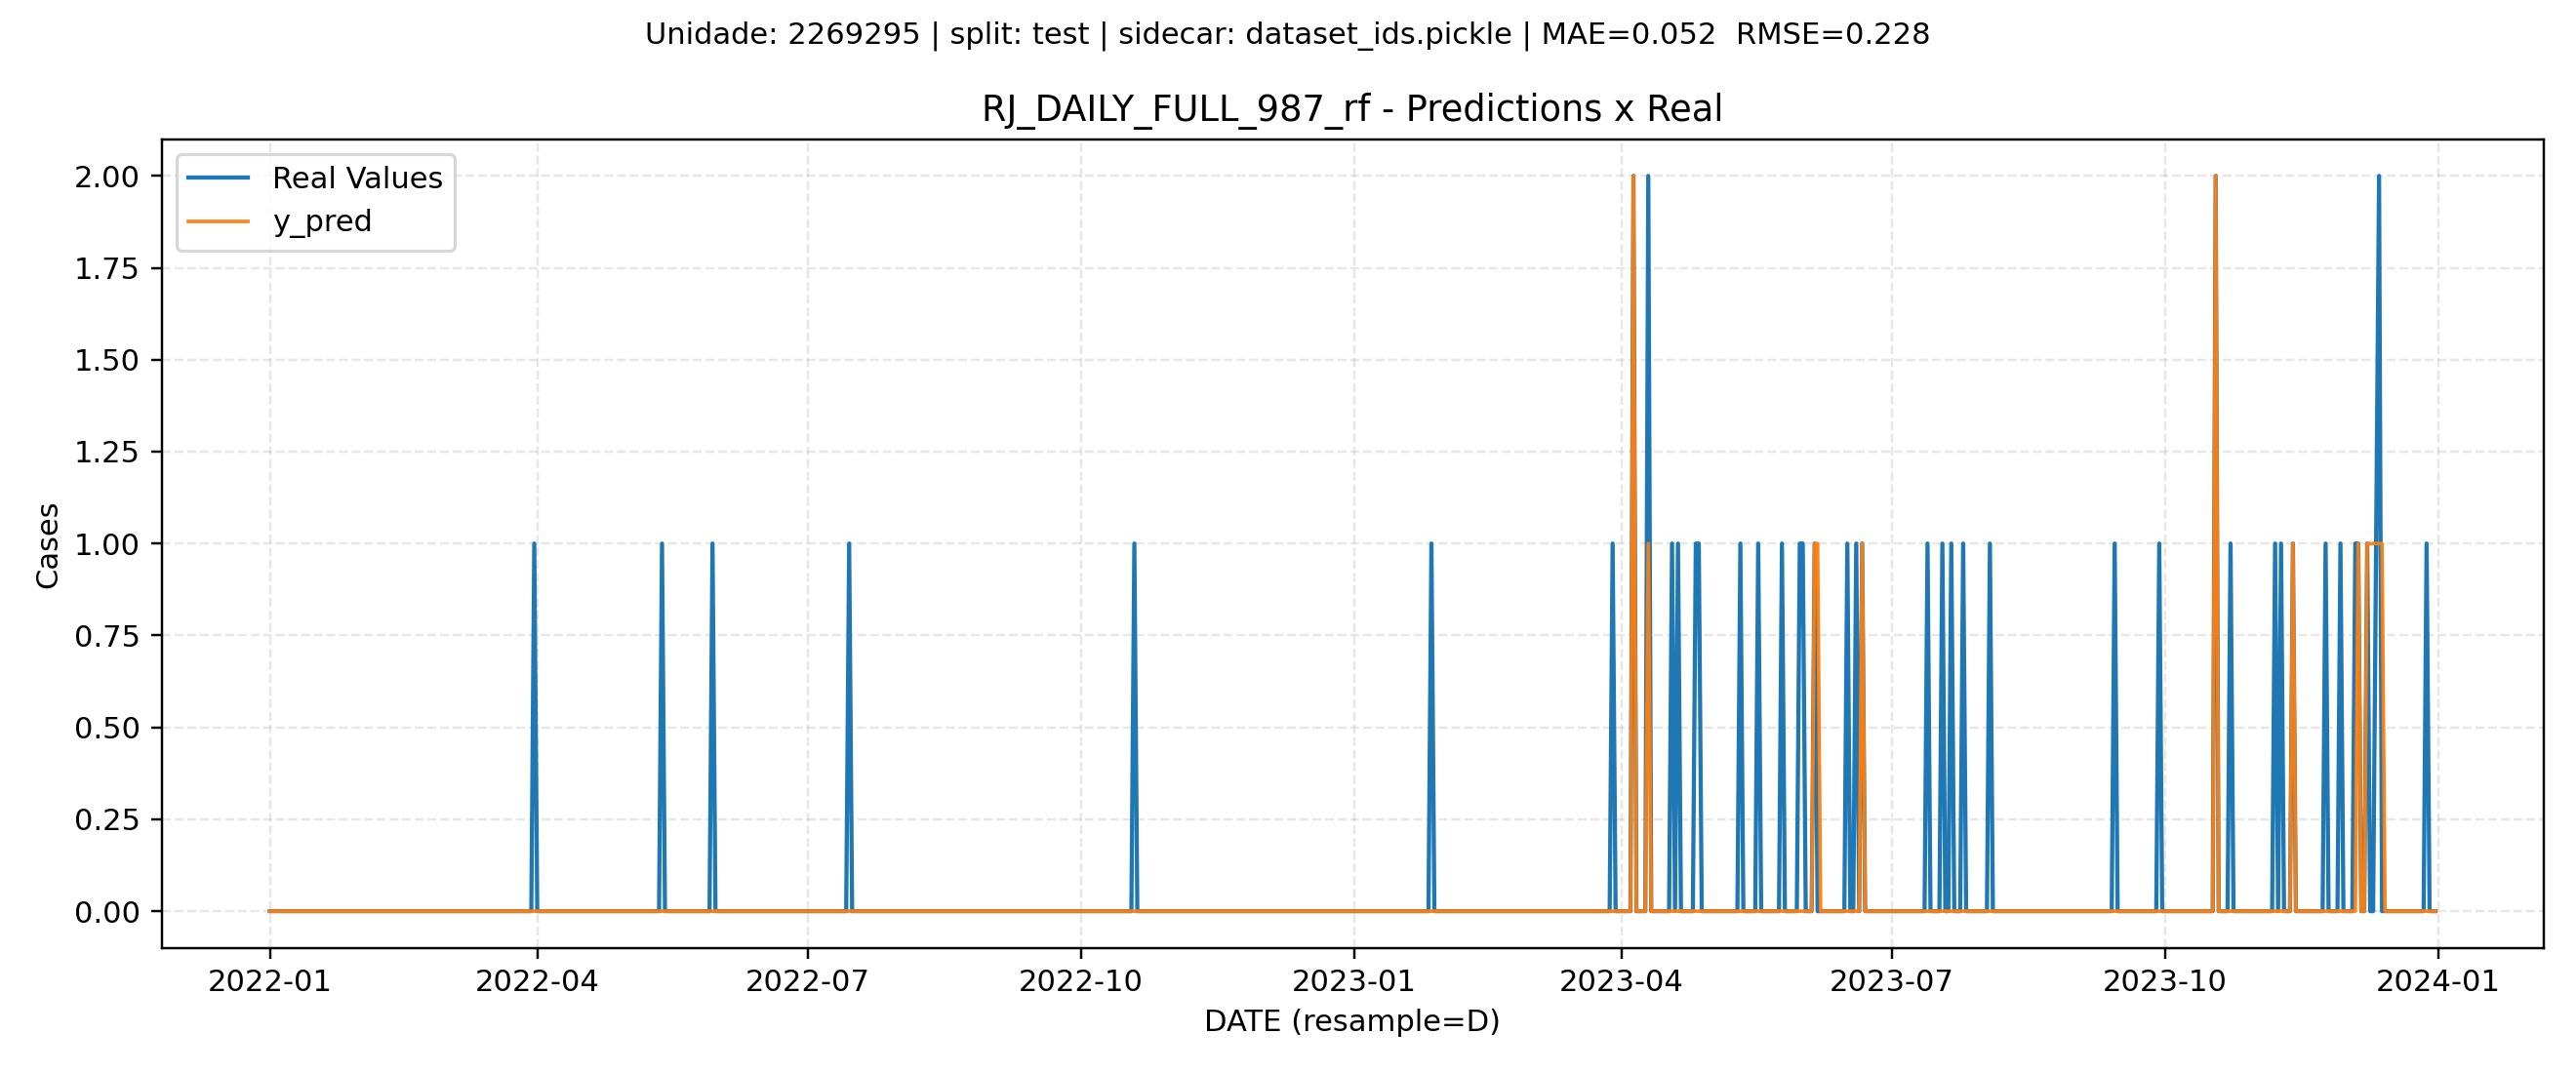 Unidade: 2269295 | split: test | sidecar: dataset_ids.pickle | MAE=0.052  RMSE=0.228
RJ_DAILY_FULL_987_rf - Predictions x Real
Real Values
y_pred
Cases
2.00
1.75
1.50
1.25
1.00
0.75
0.50
0.25
0.00
2022-01 2022-04 2022-07 2022-10 2023-01 2023-04 2023-07 2023-10 2024-01
DATE (resample=D)